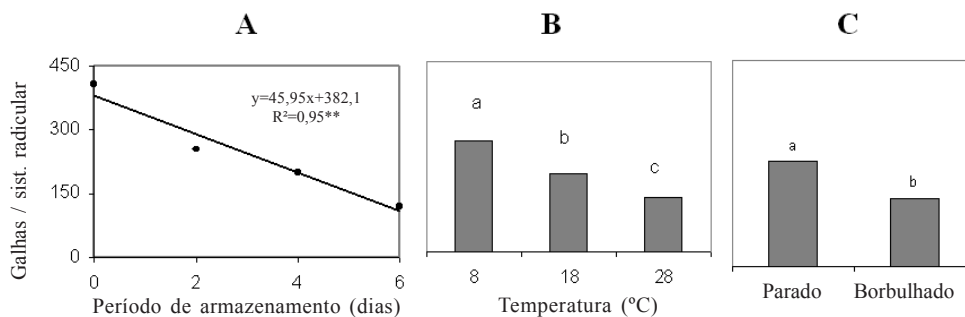 A
B
C
Galhas / sist. radicular
450
300
150
0
y=45,95x+382,1
R²=0,95**
0
2
4
6
Período de armazenamento (dias)
a
b
c
8
18
28
Temperatura (ºC)
a
b
Parado
Borbulhado